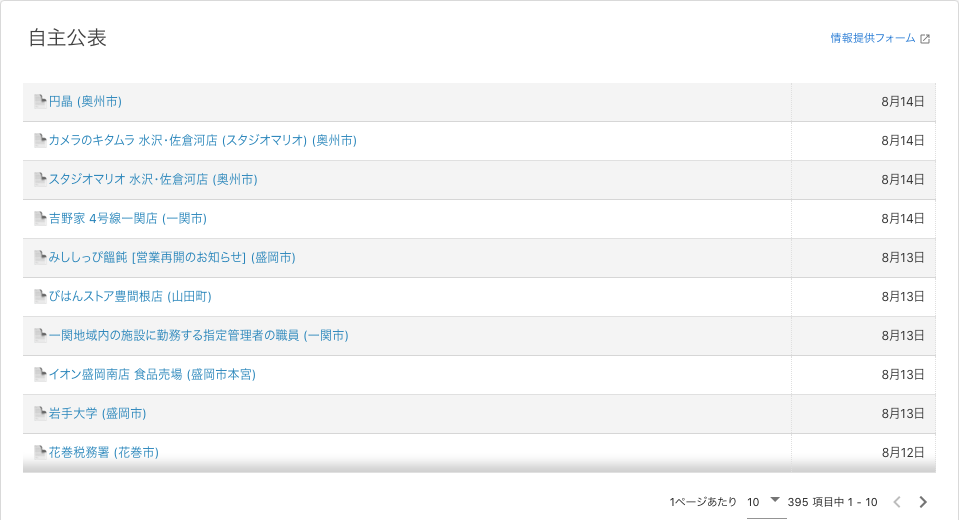 自主公表
情報提供フォーム
円晶 (奥州市) 8月14日
カメラのキタムラ 水沢・佐倉河店 (スタジオマリオ) (奥州市) 8月14日
スタジオマリオ 水沢・佐倉河店 (奥州市) 8月14日
吉野家 4号線一関店 (一関市) 8月14日
みししっぴ饂飩 [営業再開のお知らせ] (盛岡市) 8月13日
びはんストア豊間根店 (山田町) 8月13日
一関地域内の施設に勤務する指定管理者の職員 (一関市) 8月13日
イオン盛岡南店 食品売場 (盛岡市本宮) 8月13日
岩手大学 (盛岡市) 8月13日
花巻税務署 (花巻市) 8月12日
1ページあたり 10 395 項目中 1 - 10